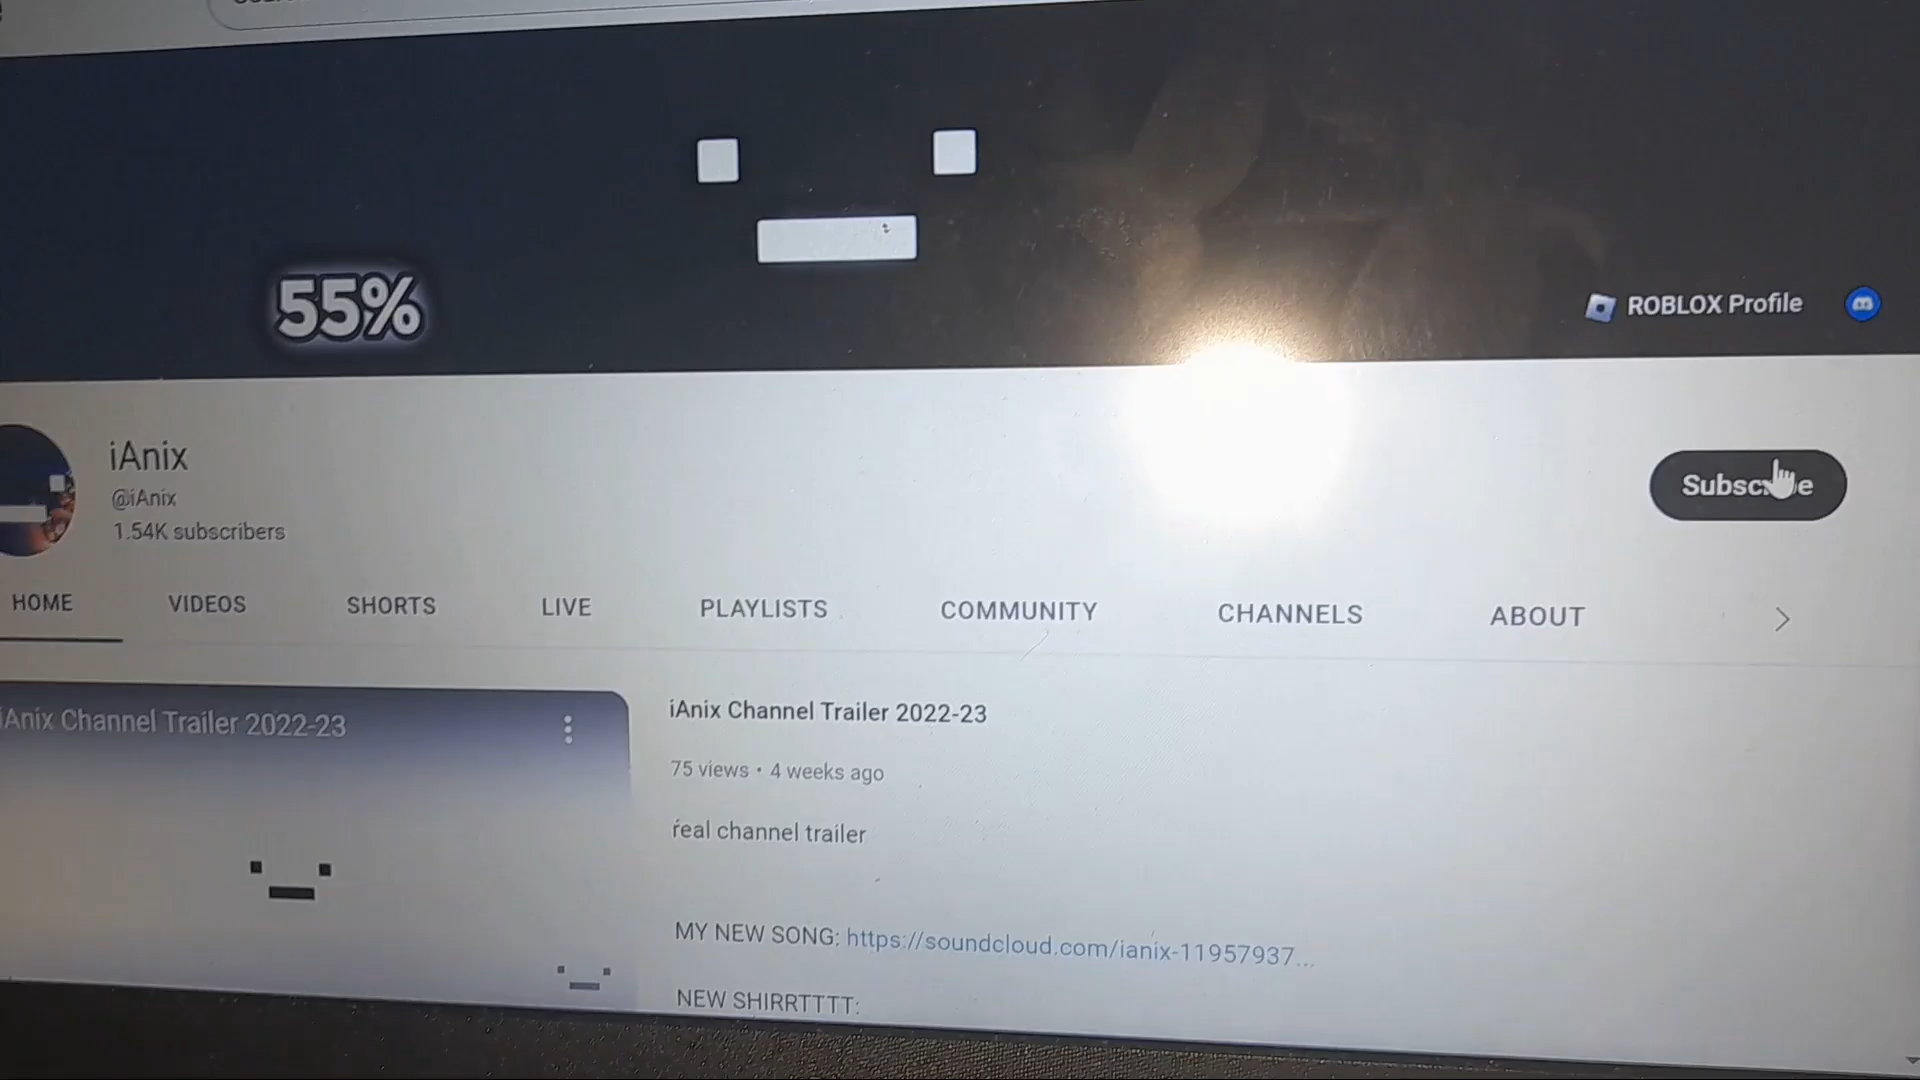 55%
ROBLOX Profile
iAnix
@iAnix
1.54K subscribers
Subscribe
HOME VIDEOS SHORTS LIVE PLAYLISTS COMMUNITY CHANNELS ABOUT
iAnix Channel Trailer 2022-23
iAnix Channel Trailer 2022-23
75 views • 4 weeks ago
real channel trailer
MY NEW SONG: https://soundcloud.com/ianix-11957937...
NEW SHIRRTTTT: